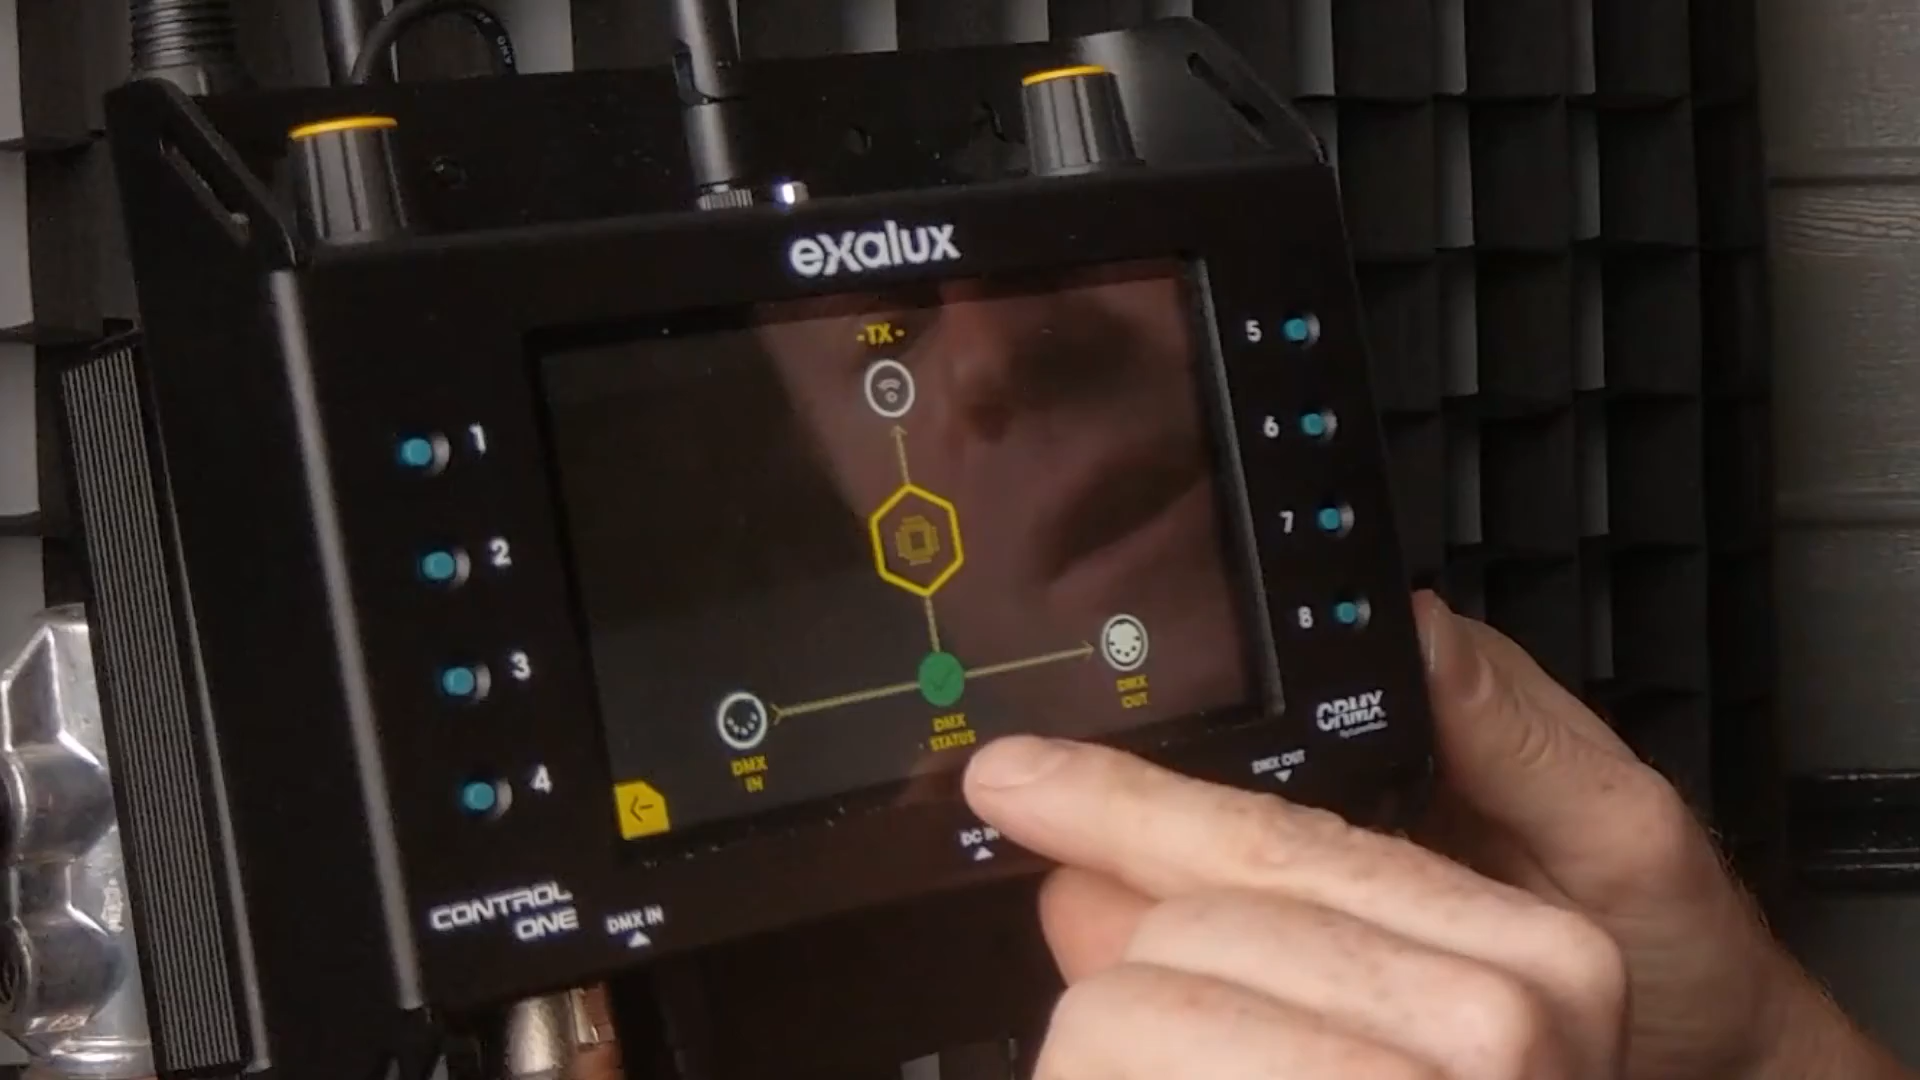 exalux
-TX-
1
2
3
4
5
6
7
8
DMX
OUT
DMX
STATUS
DMX
IN
CRMX
DMX OUT
DC IN
CONTROL
ONE
DMX IN